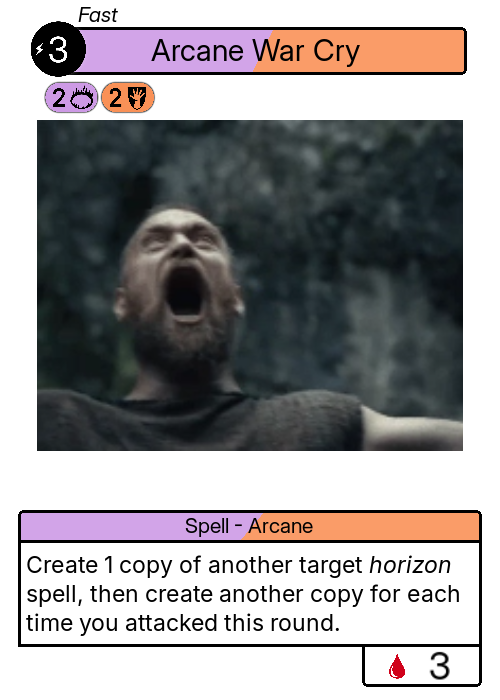 Fast
3 Arcane War Cry
2 2
Spell - Arcane
Create 1 copy of another target horizon
spell, then create another copy for each
time you attacked this round.
3